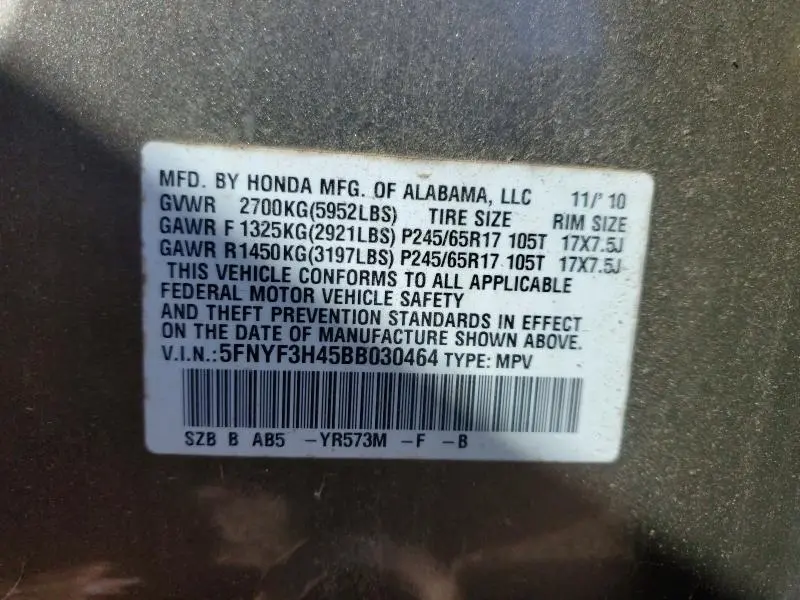 MFD. BY HONDA MFG. OF ALABAMA, LLC 11/' 10
GVWR 2700KG(5952LBS) TIRE SIZE RIM SIZE
GAWR F 1325KG(2921LBS) P245/65R17 105T 17X7.5J
GAWR R1450KG(3197LBS) P245/65R17 105T 17X7.5J
THIS VEHICLE CONFORMS TO ALL APPLICABLE
FEDERAL MOTOR VEHICLE SAFETY
AND THEFT PREVENTION STANDARDS IN EFFECT
ON THE DATE OF MANUFACTURE SHOWN ABOVE.
V.I.N.:5FNYF3H45BB030464 TYPE: MPV
SZB B AB5 -YR573M -F -B